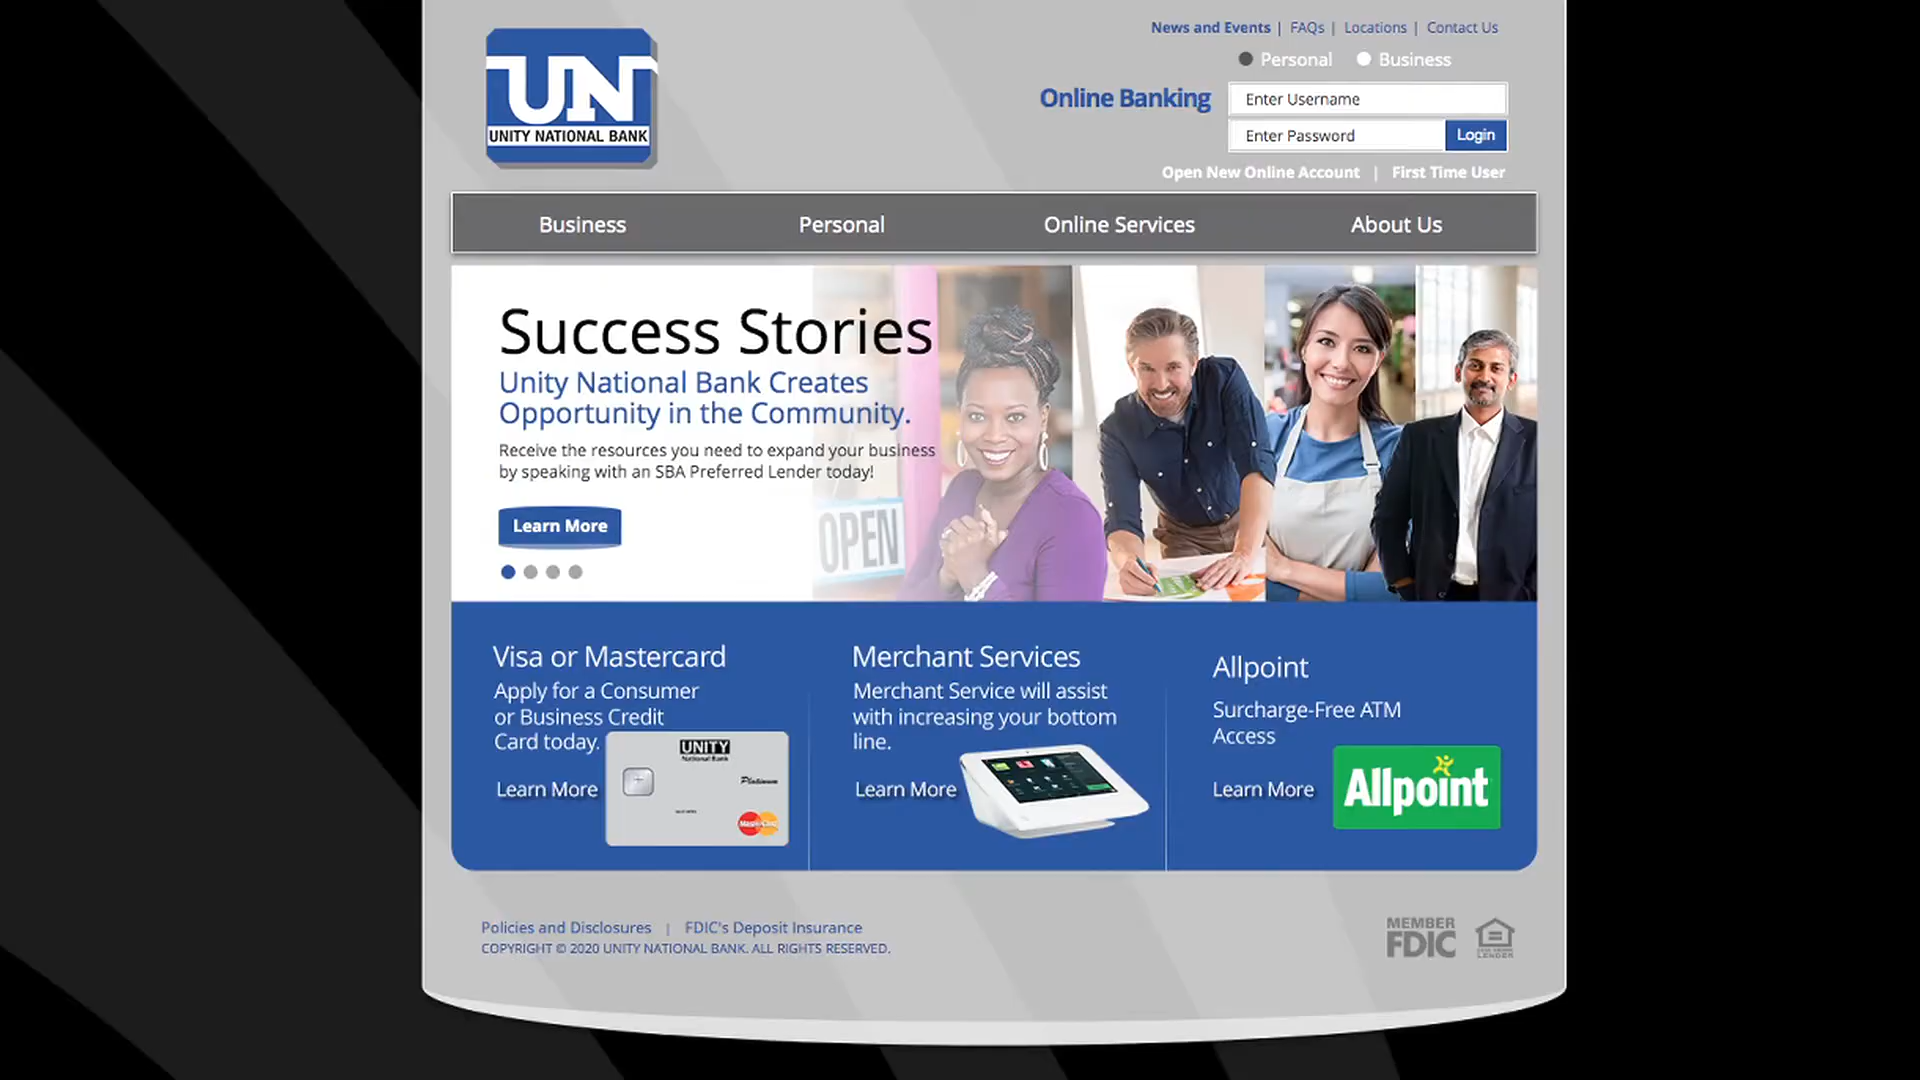 News and Events | FAQs | Locations | Contact Us
Personal Business
UN
UNITY NATIONAL BANK
Online Banking
Enter Username
Enter Password Login
Open New Online Account | First Time User
Business Personal Online Services About Us
Success Stories
Unity National Bank Creates
Opportunity in the Community.
Receive the resources you need to expand your business
by speaking with an SBA Preferred Lender today!
Learn More
OPEN
Visa or Mastercard
Apply for a Consumer
or Business Credit
Card today.
Learn More
UNITY
National Bank
Platinum
MasterCard
Merchant Services
Merchant Service will assist
with increasing your bottom
line.
Learn More
Allpoint
Surcharge-Free ATM
Access
Learn More
Allpoint
Policies and Disclosures | FDIC's Deposit Insurance
COPYRIGHT © 2020 UNITY NATIONAL BANK. ALL RIGHTS RESERVED.
MEMBER
FDIC
LENDER